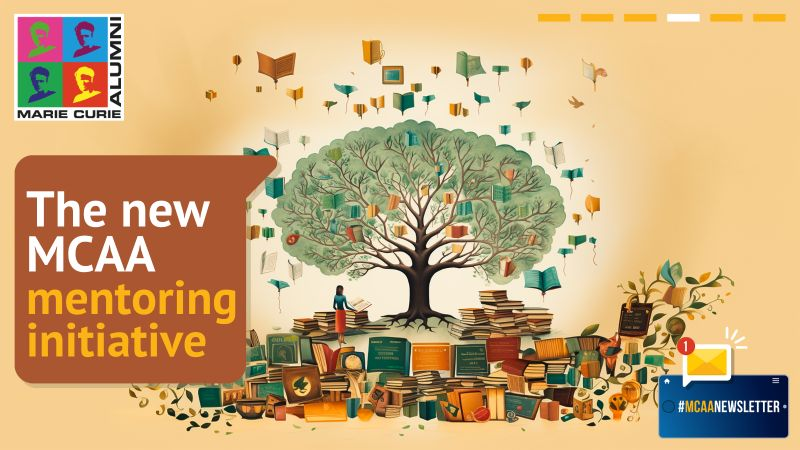 MARIE CURIE
ALUMNI
The new
MCAA
mentoring
initiative
1
#MCAANEWSLETTER